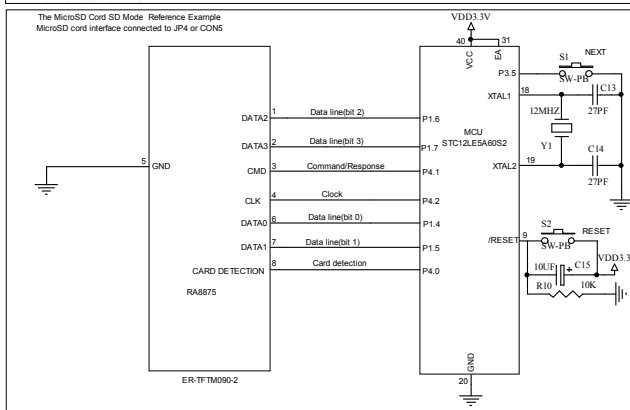 The MicroSD Cord SD Mode Reference Example
MicroSD cord interface connected to JP4 or CON5
VDD3.3V
40
31
VCC
EA
S1
NEXT
P3.5
SW-PB
XTAL1
18
C13
12MHZ
27PF
Y1
C14
XTAL2
19
27PF
MCU
STC12LE5A60S2
DATA2
1
Data line(bit 2)
P1.6
DATA3
2
Data line(bit 3)
P1.7
5
GND
CMD
3
Command/Response
P4.1
CLK
4
Clock
P4.2
DATA0
6
Data line(bit 0)
P1.4
DATA1
7
Data line(bit 1)
P1.5
CARD DETECTION
8
Card detection
P4.0
RA8875
ER-TFTM090-2
S2
RESET
/RESET
9
SW-PB
10UF
+
C15
VDD3.3
R10
10K
GND
20